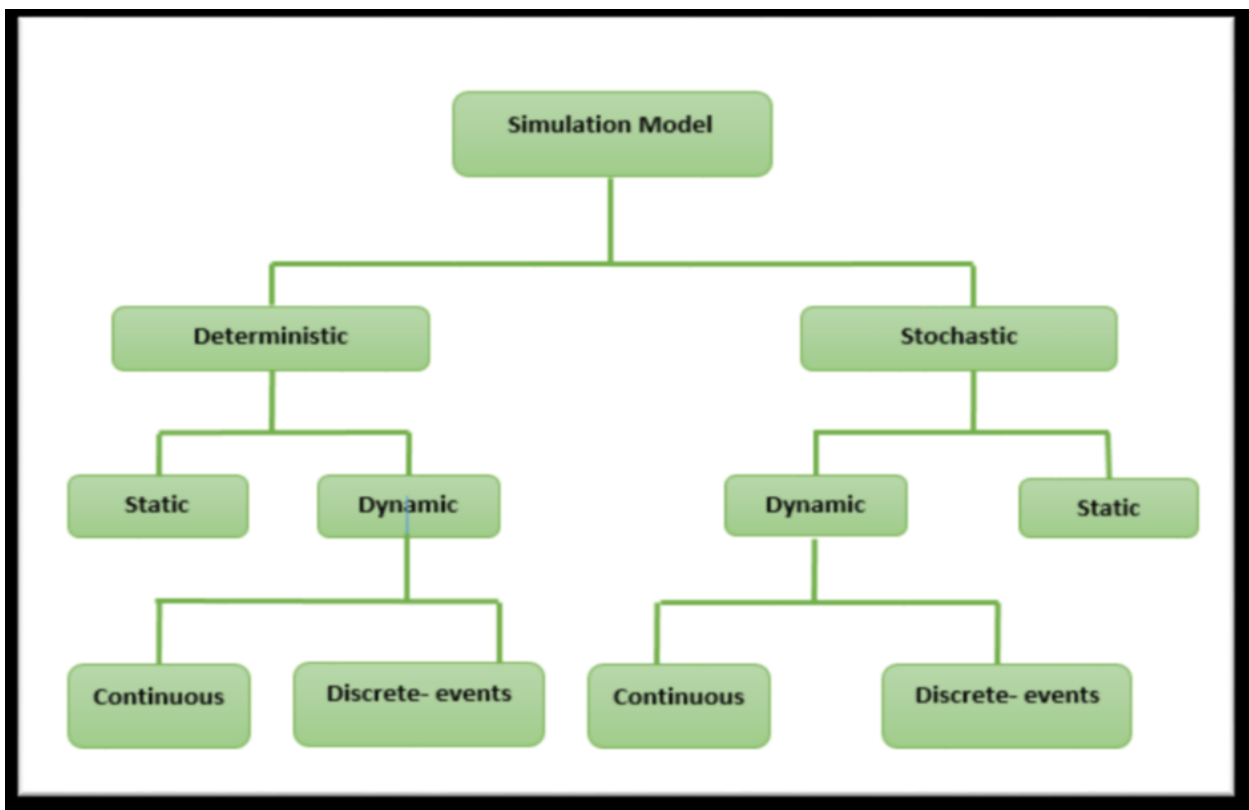 Simulation Model
Deterministic
Stochastic
Static
Dynamic
Dynamic
Static
Continuous
Discrete- events
Continuous
Discrete- events